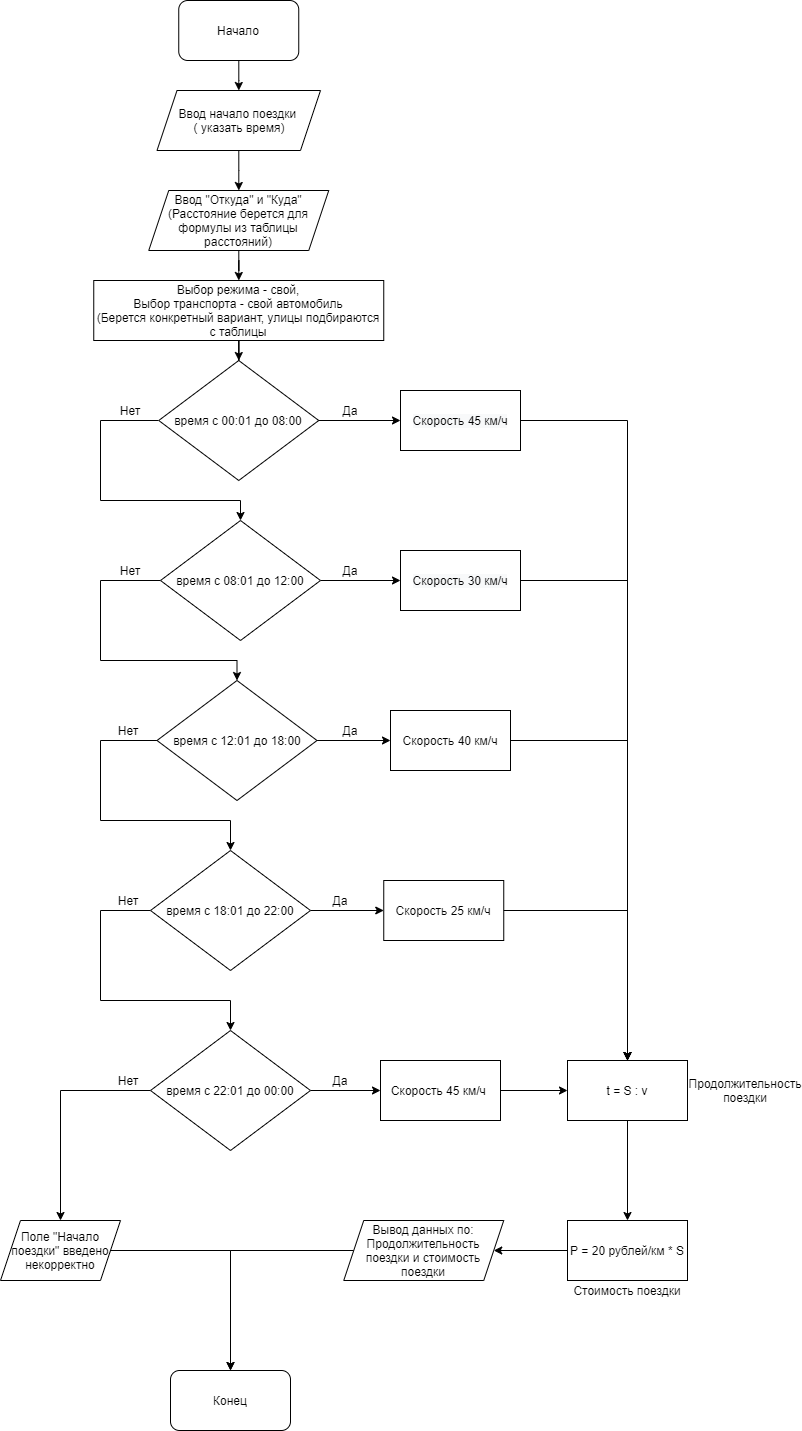 Начало
Ввод начало поездки
( указать время)
Ввод "Откуда" и "Куда"
(Расстояние берется для
формулы из таблицы
расстояний)
Выбор режима - свой,
Выбор транспорта - свой автомобиль
(Берется конкретный вариант, улицы подбираются
с таблицы
Нет
время с 00:01 до 08:00
Да
Скорость 45 км/ч
Нет
время с 08:01 до 12:00
Да
Скорость 30 км/ч
Нет
время с 12:01 до 18:00
Да
Скорость 40 км/ч
Нет
время с 18:01 до 22:00
Да
Скорость 25 км/ч
Нет
время с 22:01 до 00:00
Да
Скорость 45 км/ч
t = S : v
Продолжительность
поездки
Поле "Начало
поездки" введено
некорректно
Вывод данных по:
Продолжительность
поездки и стоимость
поездки
P = 20 рублей/км * S
Стоимость поездки
Конец